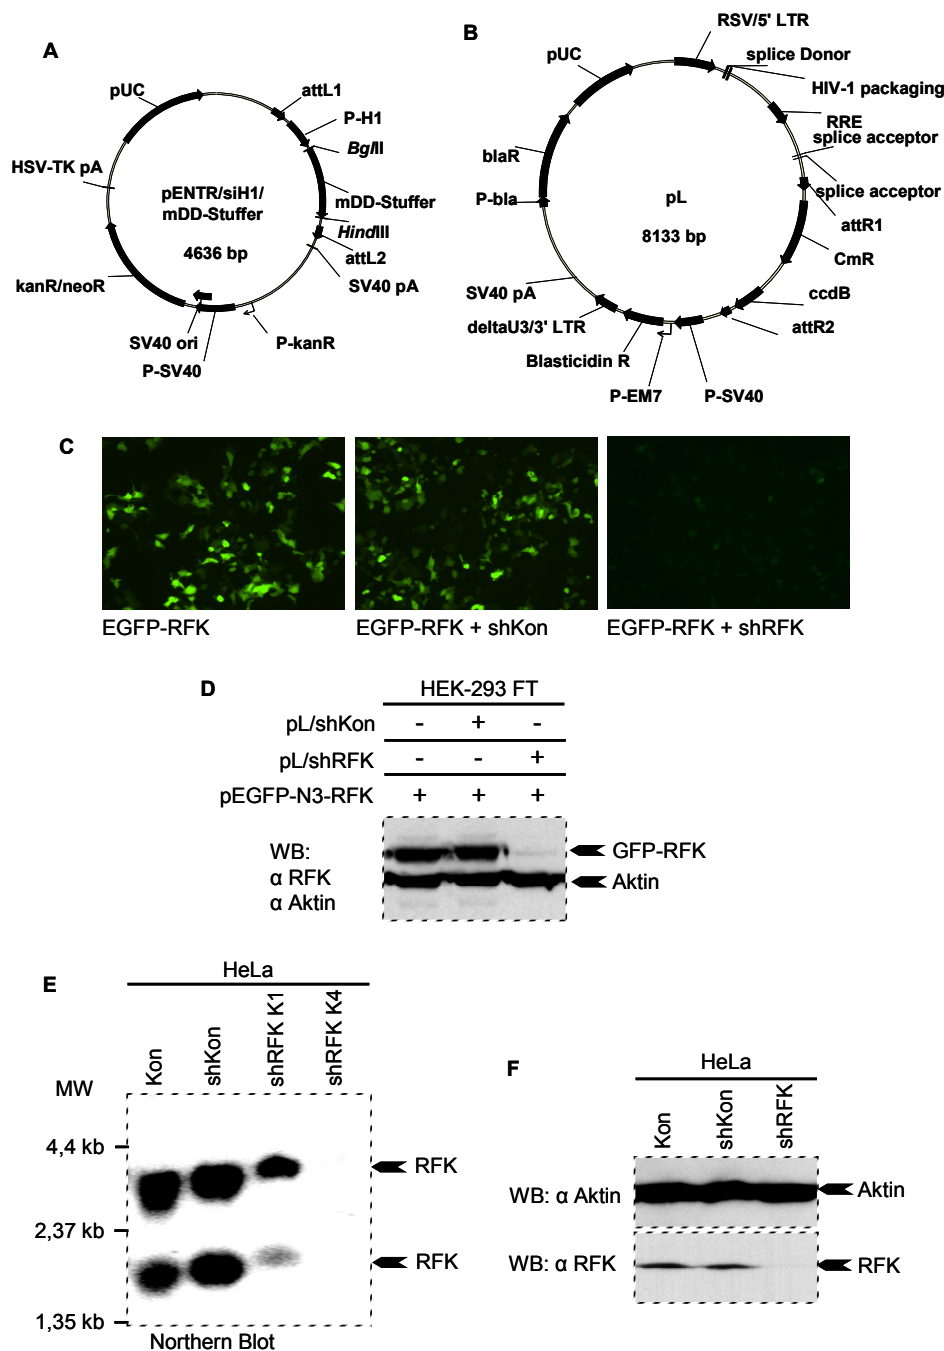 A
pUC
attL1
P-H1
BglII
HSV-TK pA
pENTR/siH1/
mDD-Stuffer
4636 bp
mDD-Stuffer
HindIII
attL2
SV40 pA
kanR/neoR
SV40 ori
P-kanR
P-SV40
B
RSV/5' LTR
pUC
splice Donor
HIV-1 packaging
RRE
splice acceptor
blaR
splice acceptor
P-bla
pL
8133 bp
attR1
CmR
SV40 pA
ccdB
deltaU3/3' LTR
attR2
Blasticidin R
P-EM7
P-SV40
C
EGFP-RFK
EGFP-RFK + shKon
EGFP-RFK + shRFK
D
HEK-293 FT
pL/shKon - + -
pL/shRFK - - +
pEGFP-N3-RFK + + +
WB:
α RFK
α Aktin
GFP-RFK
Aktin
E
HeLa
Kon
shKon
shRFK K1
shRFK K4
MW
4,4 kb
RFK
2,37 kb
RFK
1,35 kb
Northern Blot
F
HeLa
Kon
shKon
shRFK
WB: α Aktin
Aktin
WB: α RFK
RFK